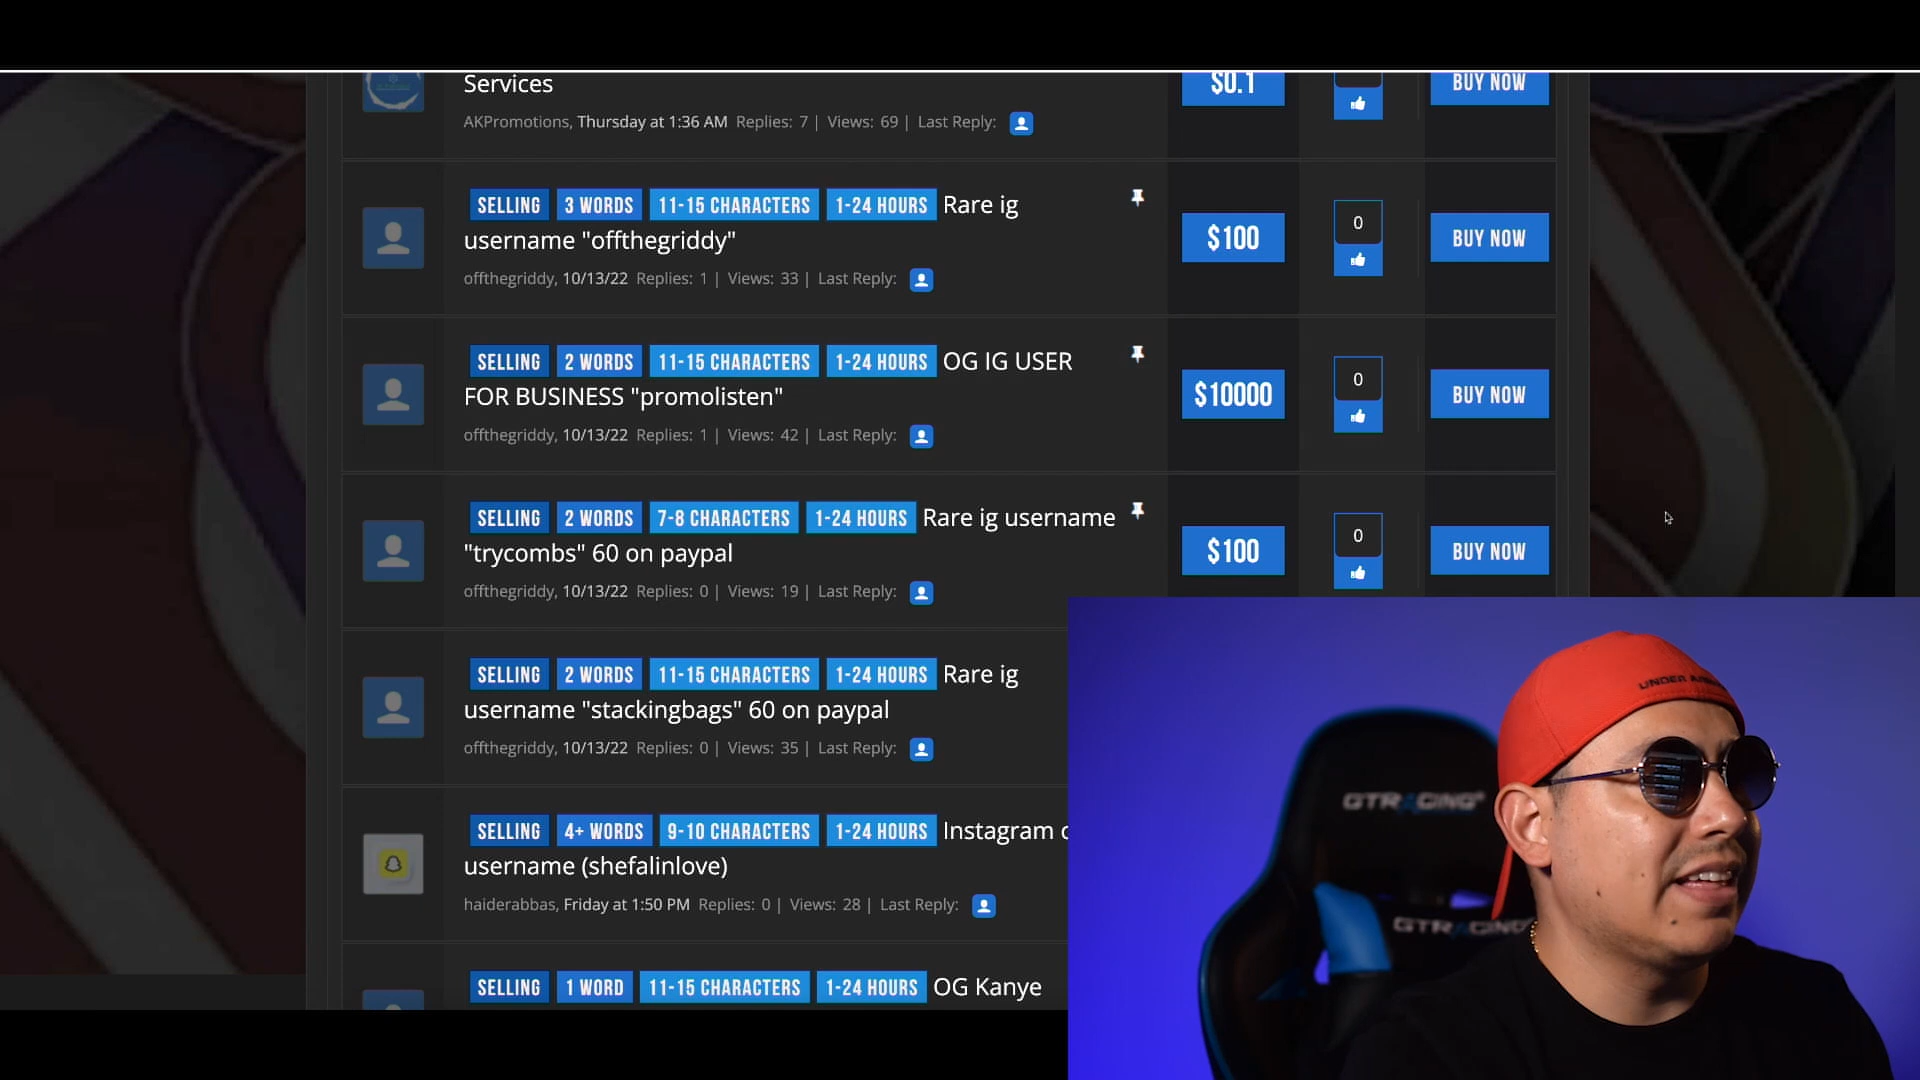 Services
$0.1
BUY NOW
AKPromotions, Thursday at 1:36 AM Replies: 7 | Views: 69 | Last Reply:
SELLING 3 WORDS 11-15 CHARACTERS 1-24 HOURS Rare ig
username "offthegriddy"
offthegriddy, 10/13/22 Replies: 1 | Views: 33 | Last Reply:
$100
0
BUY NOW
SELLING 2 WORDS 11-15 CHARACTERS 1-24 HOURS OG IG USER
FOR BUSINESS "promolisten"
offthegriddy, 10/13/22 Replies: 1 | Views: 42 | Last Reply:
$10000
0
BUY NOW
SELLING 2 WORDS 7-8 CHARACTERS 1-24 HOURS Rare ig username
"trycombs" 60 on paypal
offthegriddy, 10/13/22 Replies: 0 | Views: 19 | Last Reply:
$100
0
BUY NOW
SELLING 2 WORDS 11-15 CHARACTERS 1-24 HOURS Rare ig
username "stackingbags" 60 on paypal
offthegriddy, 10/13/22 Replies: 0 | Views: 35 | Last Reply:
SELLING 4+ WORDS 9-10 CHARACTERS 1-24 HOURS Instagram
username (shefalinlove)
haiderabbas, Friday at 1:50 PM Replies: 0 | Views: 28 | Last Reply:
SELLING 1 WORD 11-15 CHARACTERS 1-24 HOURS OG Kanye
UNDER
GTRACING
GTRACING